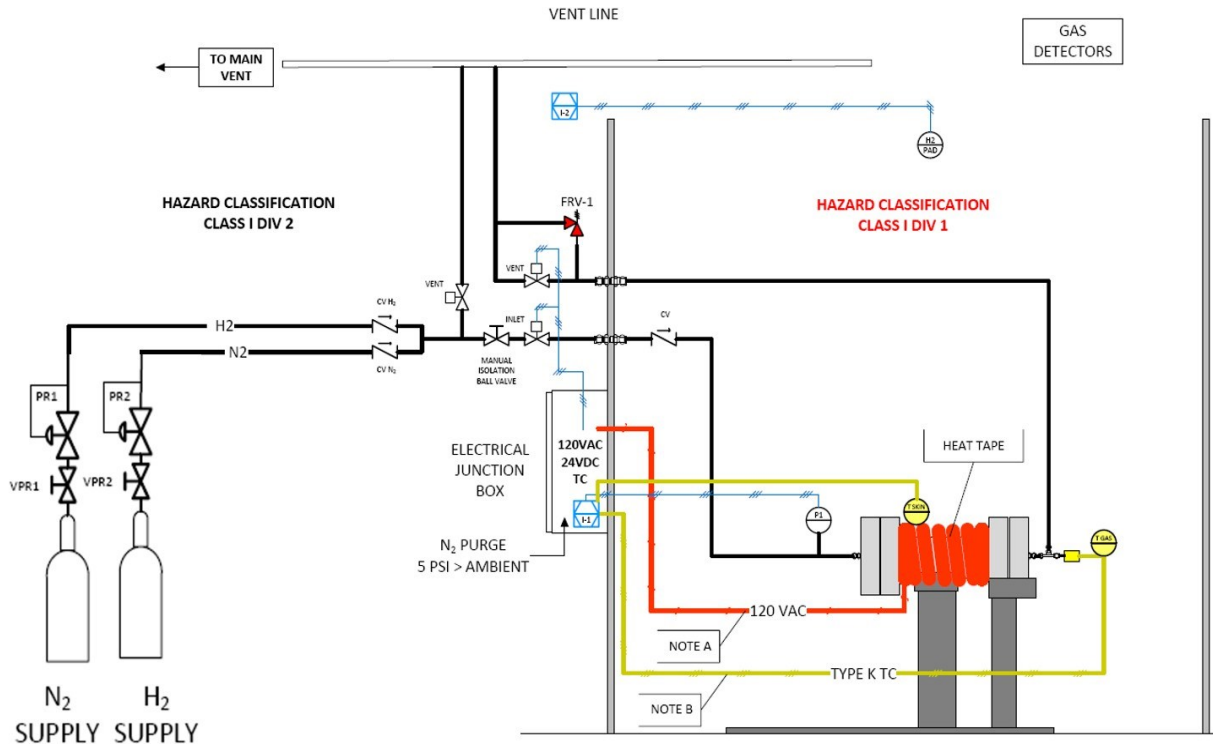 VENT LINE
GAS
DETECTORS
TO MAIN
VENT
I-2
H2
PAD
HAZARD CLASSIFICATION
CLASS I DIV 2
FRV-1
HAZARD CLASSIFICATION
CLASS I DIV 1
VENT
VENT
CV H₂
INLET
CV
H2
N2
CV N₂
MANUAL
ISOLATION
BALL VALVE
PR1
PR2
ELECTRICAL
JUNCTION
BOX
120VAC
24VDC
TC
HEAT TAPE
VPR1
VPR2
I-1
P1
T SKIN
T GAS
N₂ PURGE
5 PSI > AMBIENT
120 VAC
NOTE A
TYPE K TC
NOTE B
N₂
SUPPLY
H₂
SUPPLY